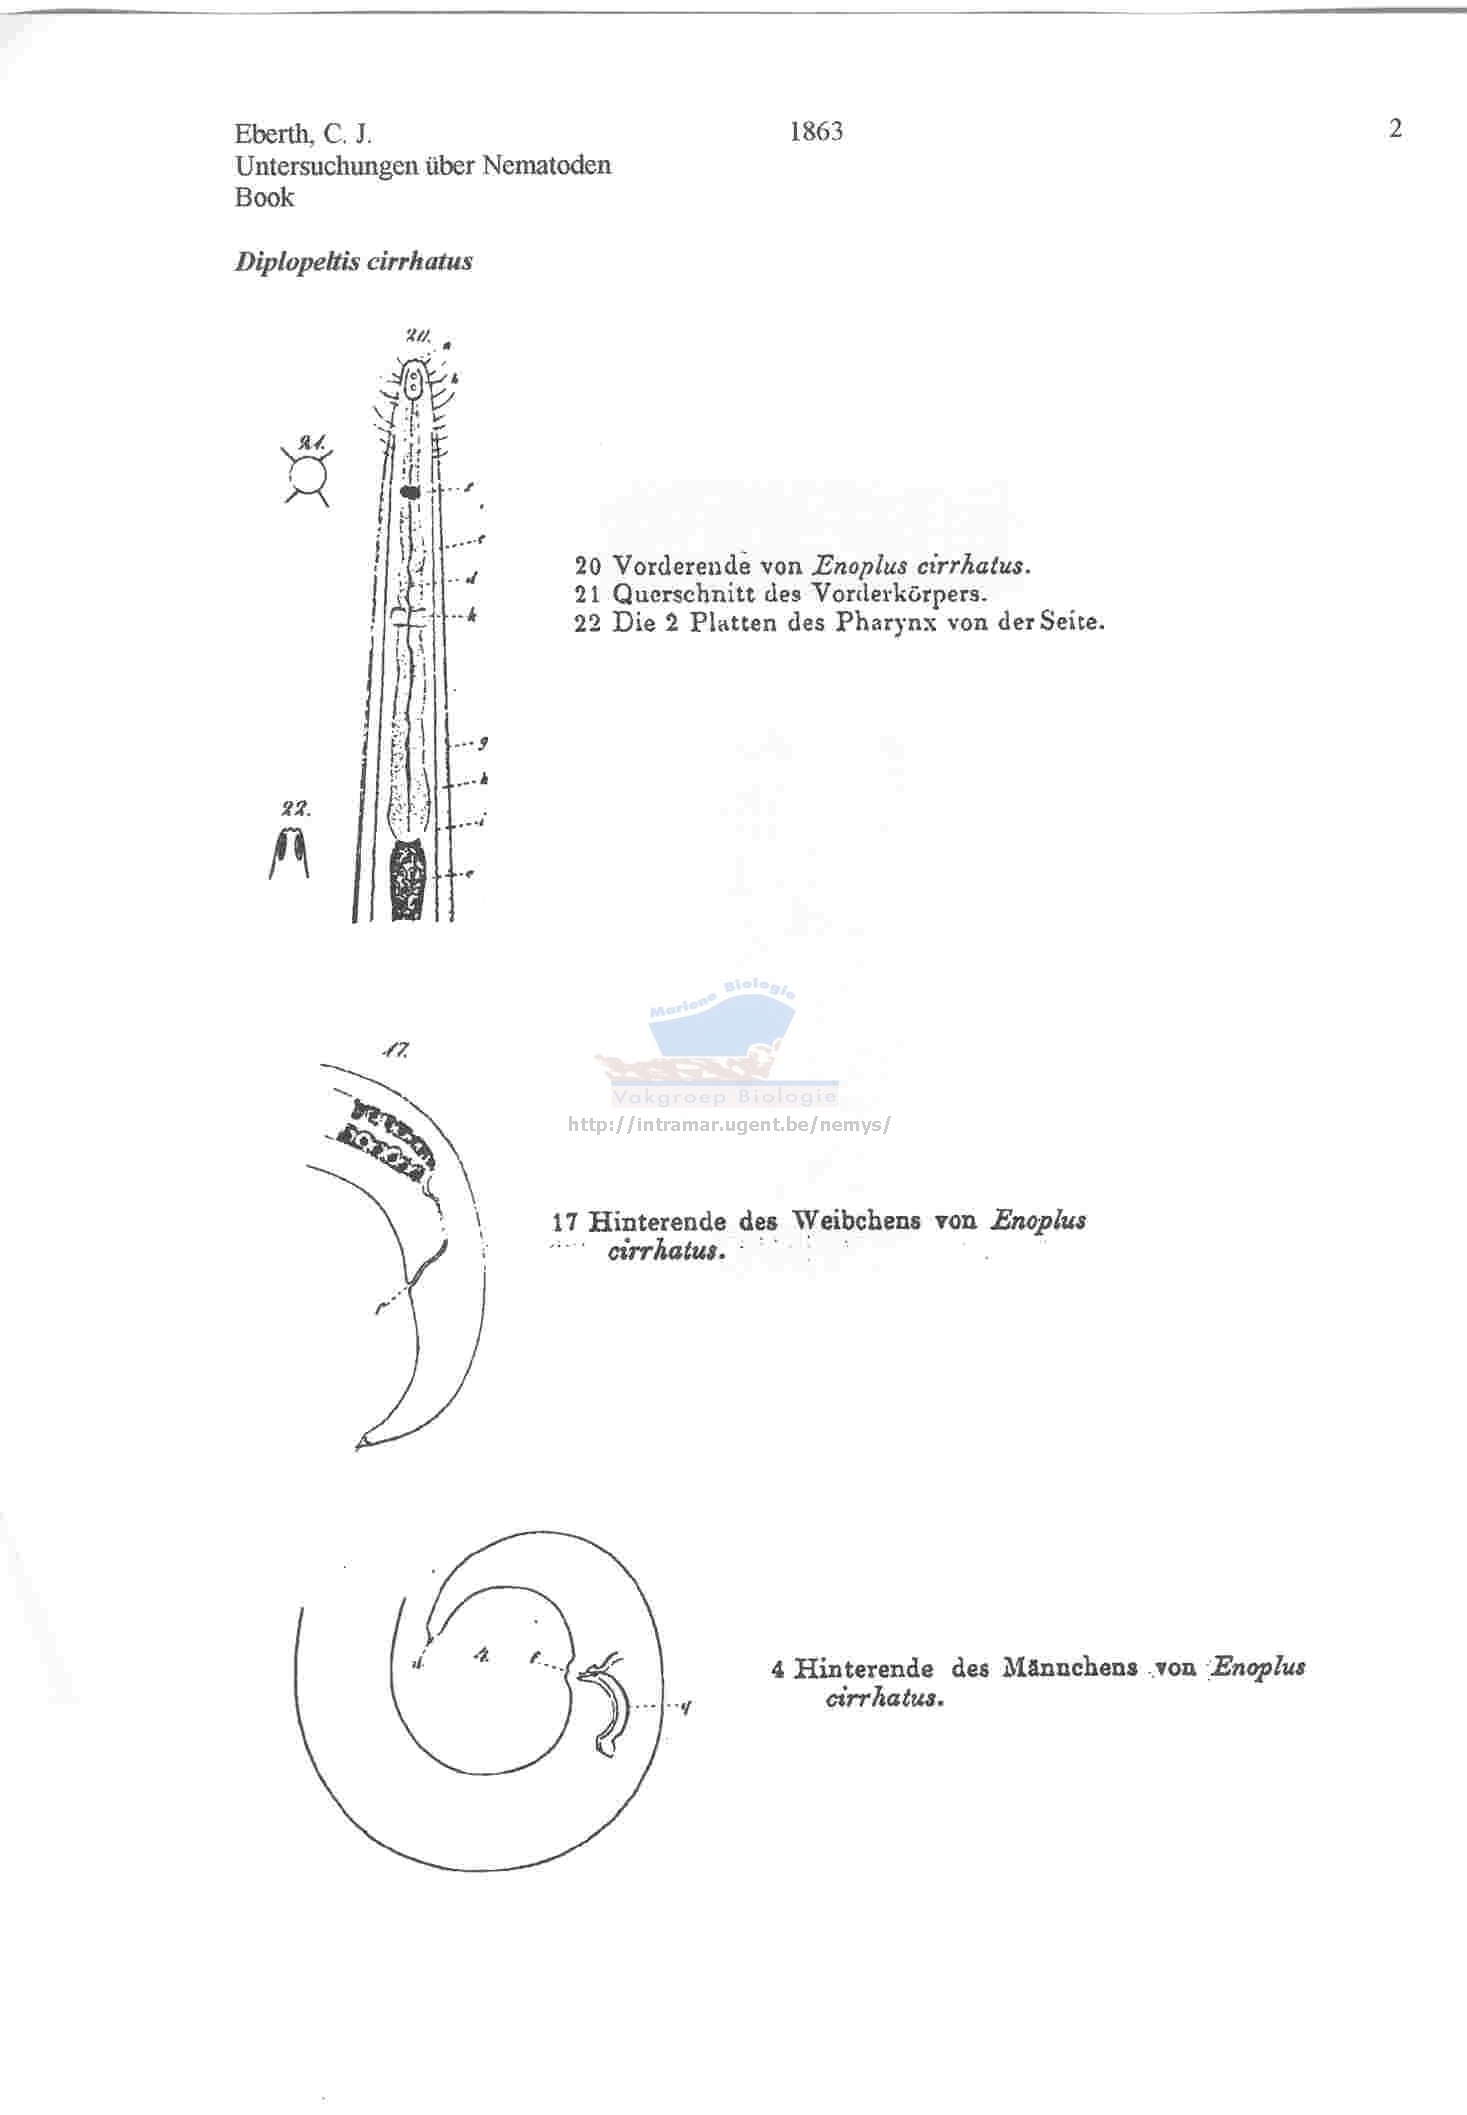 Eberth, C. J.
1863
2
Untersuchungen über Nematoden
Book
Diplopeltis cirrhatus
20.
a
b
21.
f
e
d
k
20 Vorderende von Enoplus cirrhatus.
21 Querschnitt des Vorderkörpers.
22 Die 2 Platten des Pharynx von der Seite.
g
h
i
22.
Mariene Biologie
Vakgroep Biologie
http://intramar.ugent.be/nemys/
17.
17 Hinterende des Weibchens von Enoplus
cirrhatus.
4.
4 Hinterende des Männchens von Enoplus
cirrhatus.